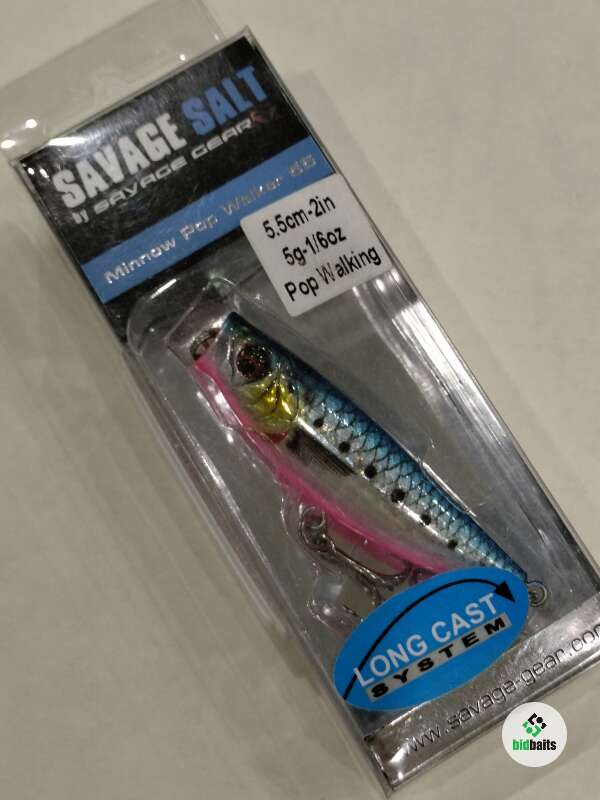 SAVAGE SALT
SAVAGE GEAR
Minnow Pop Walker 55
5.5cm-2in
5g-1/6oz
Pop Walking
LONG CAST
SYSTEM
www.savage-gear.com
bidbaits